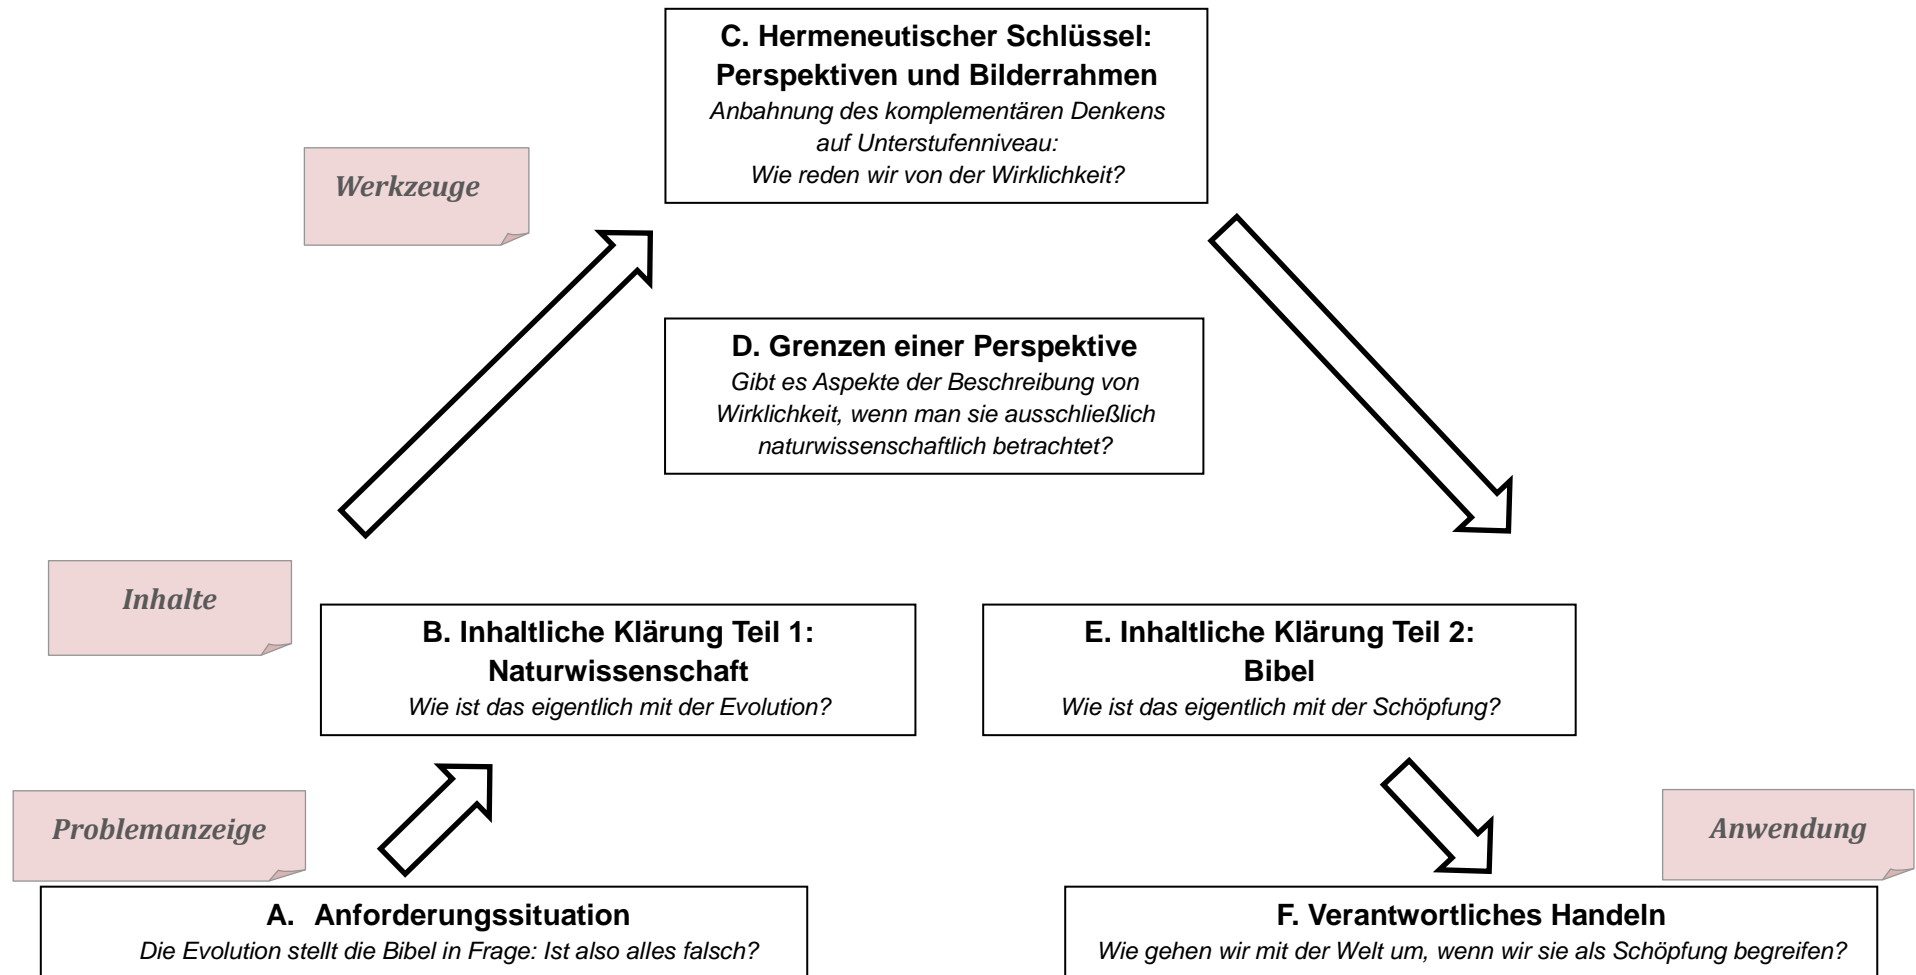 C. Hermeneutischer Schlüssel:
Perspektiven und Bilderrahmen
Anbahnung des komplementären Denkens
auf Unterstufenniveau:
Wie reden wir von der Wirklichkeit?
Werkzeuge
D. Grenzen einer Perspektive
Gibt es Aspekte der Beschreibung von
Wirklichkeit, wenn man sie ausschließlich
naturwissenschaftlich betrachtet?
Inhalte
B. Inhaltliche Klärung Teil 1:
Naturwissenschaft
Wie ist das eigentlich mit der Evolution?
E. Inhaltliche Klärung Teil 2:
Bibel
Wie ist das eigentlich mit der Schöpfung?
Problemanzeige
Anwendung
A. Anforderungssituation
Die Evolution stellt die Bibel in Frage: Ist also alles falsch?
F. Verantwortliches Handeln
Wie gehen wir mit der Welt um, wenn wir sie als Schöpfung begreifen?